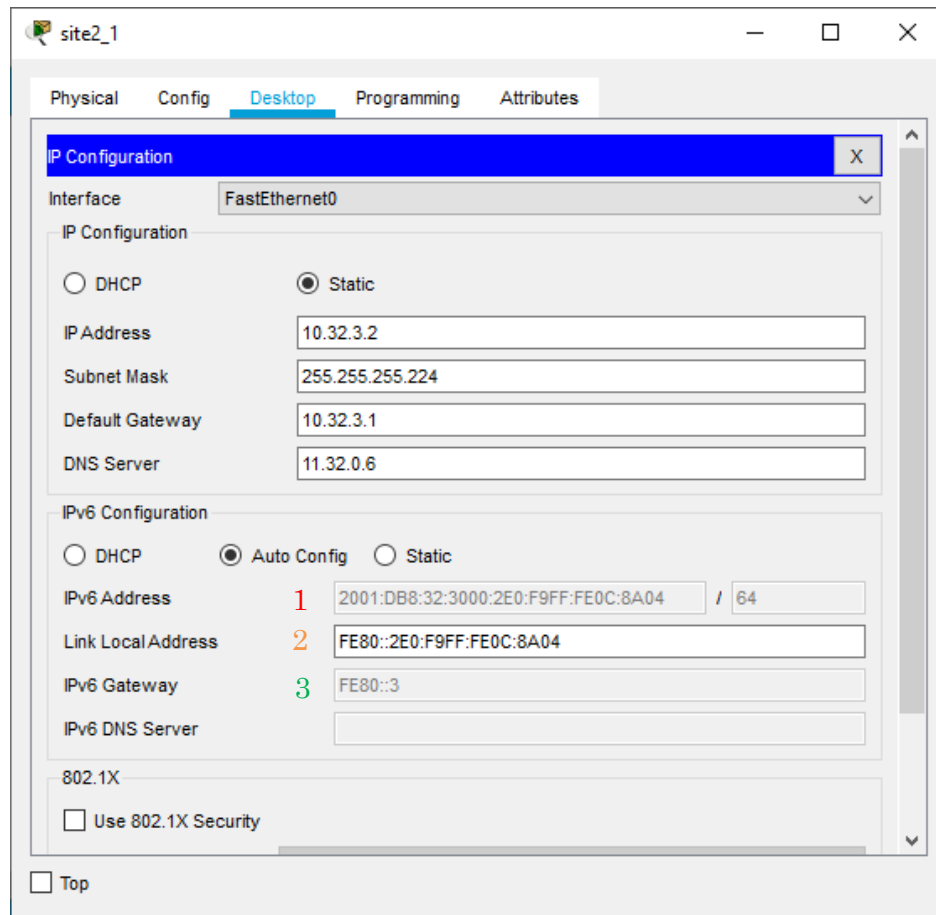 site2_1
Physical Config Desktop Programming Attributes
IP Configuration X
Interface FastEthernet0
IP Configuration
DHCP Static
IP Address 10.32.3.2
Subnet Mask 255.255.255.224
Default Gateway 10.32.3.1
DNS Server 11.32.0.6
IPv6 Configuration
DHCP Auto Config Static
IPv6 Address 1 2001:DB8:32:3000:2E0:F9FF:FE0C:8A04 / 64
Link Local Address 2 FE80::2E0:F9FF:FE0C:8A04
IPv6 Gateway 3 FE80::3
IPv6 DNS Server
802.1X
Use 802.1X Security
Top